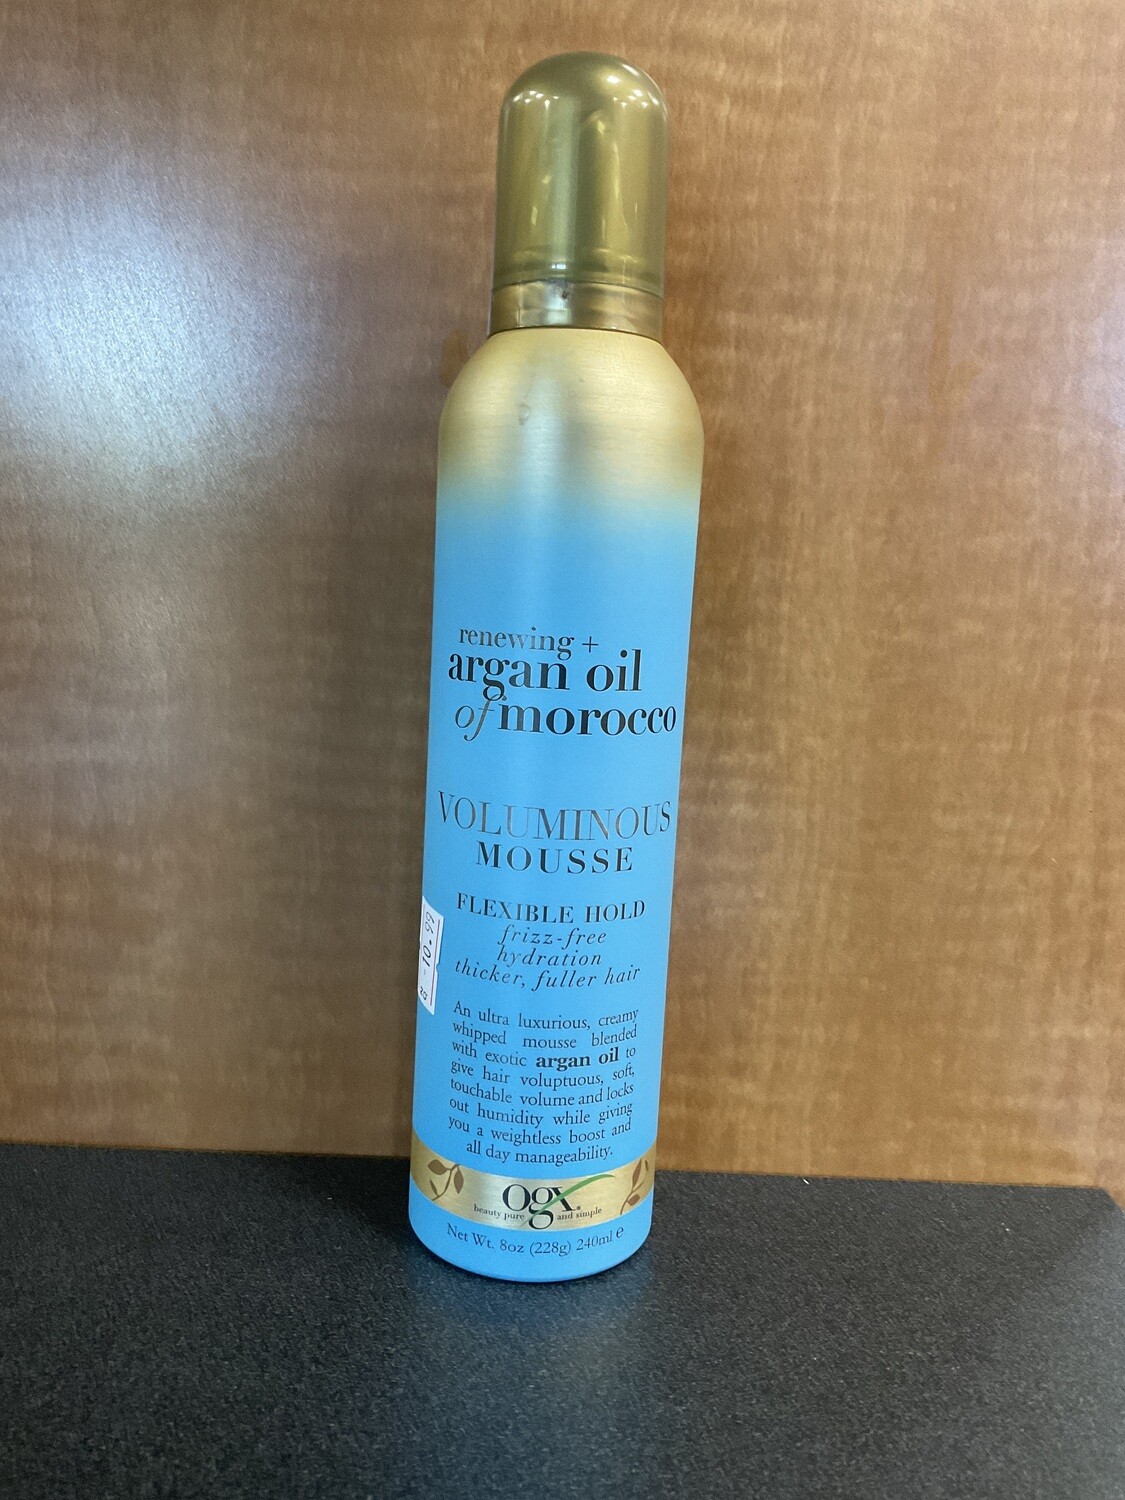 renewing +
argan oil
of morocco
VOLUMINOUS
MOUSSE
FLEXIBLE HOLD
frizz-free
hydration
thicker, fuller hair
10.99
An ultra luxurious, creamy
whipped mousse blended
with exotic argan oil to
give hair voluptuous, soft,
touchable volume and locks
out humidity while giving
you a weightless boost and
all day manageability.
ogx®
beauty pure and simple
Net Wt. 8oz (228g) 240ml e